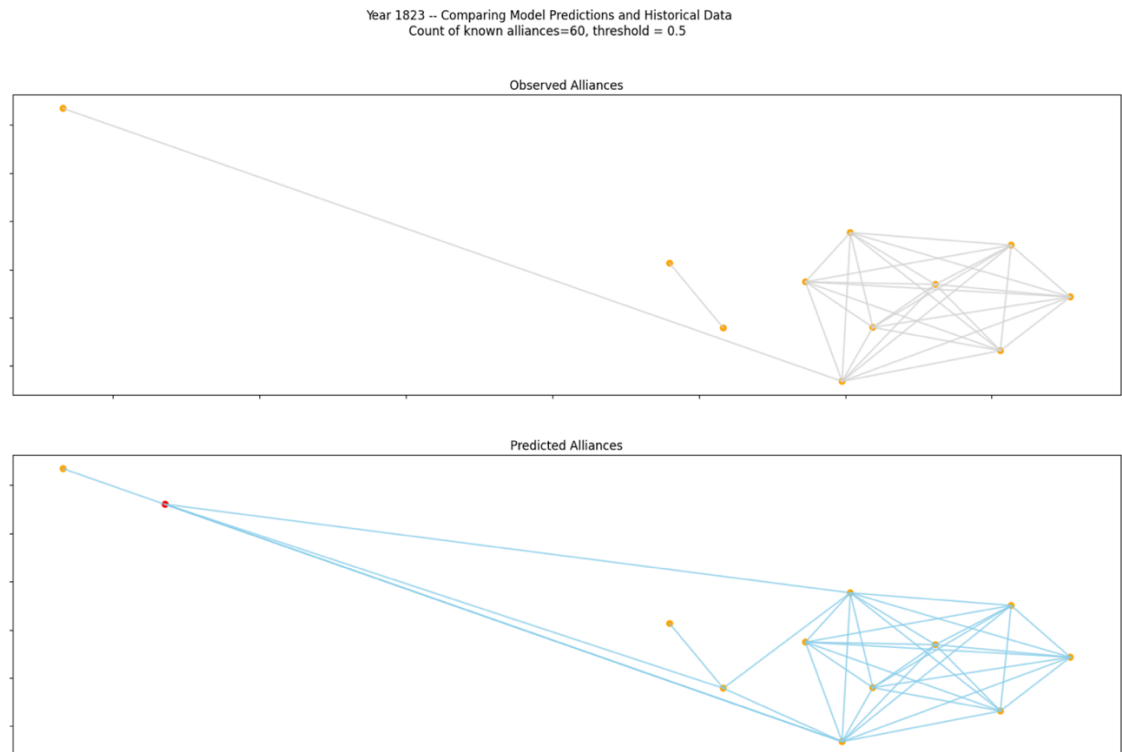 Year 1823 -- Comparing Model Predictions and Historical Data
Count of known alliances=60, threshold = 0.5
Observed Alliances
Predicted Alliances